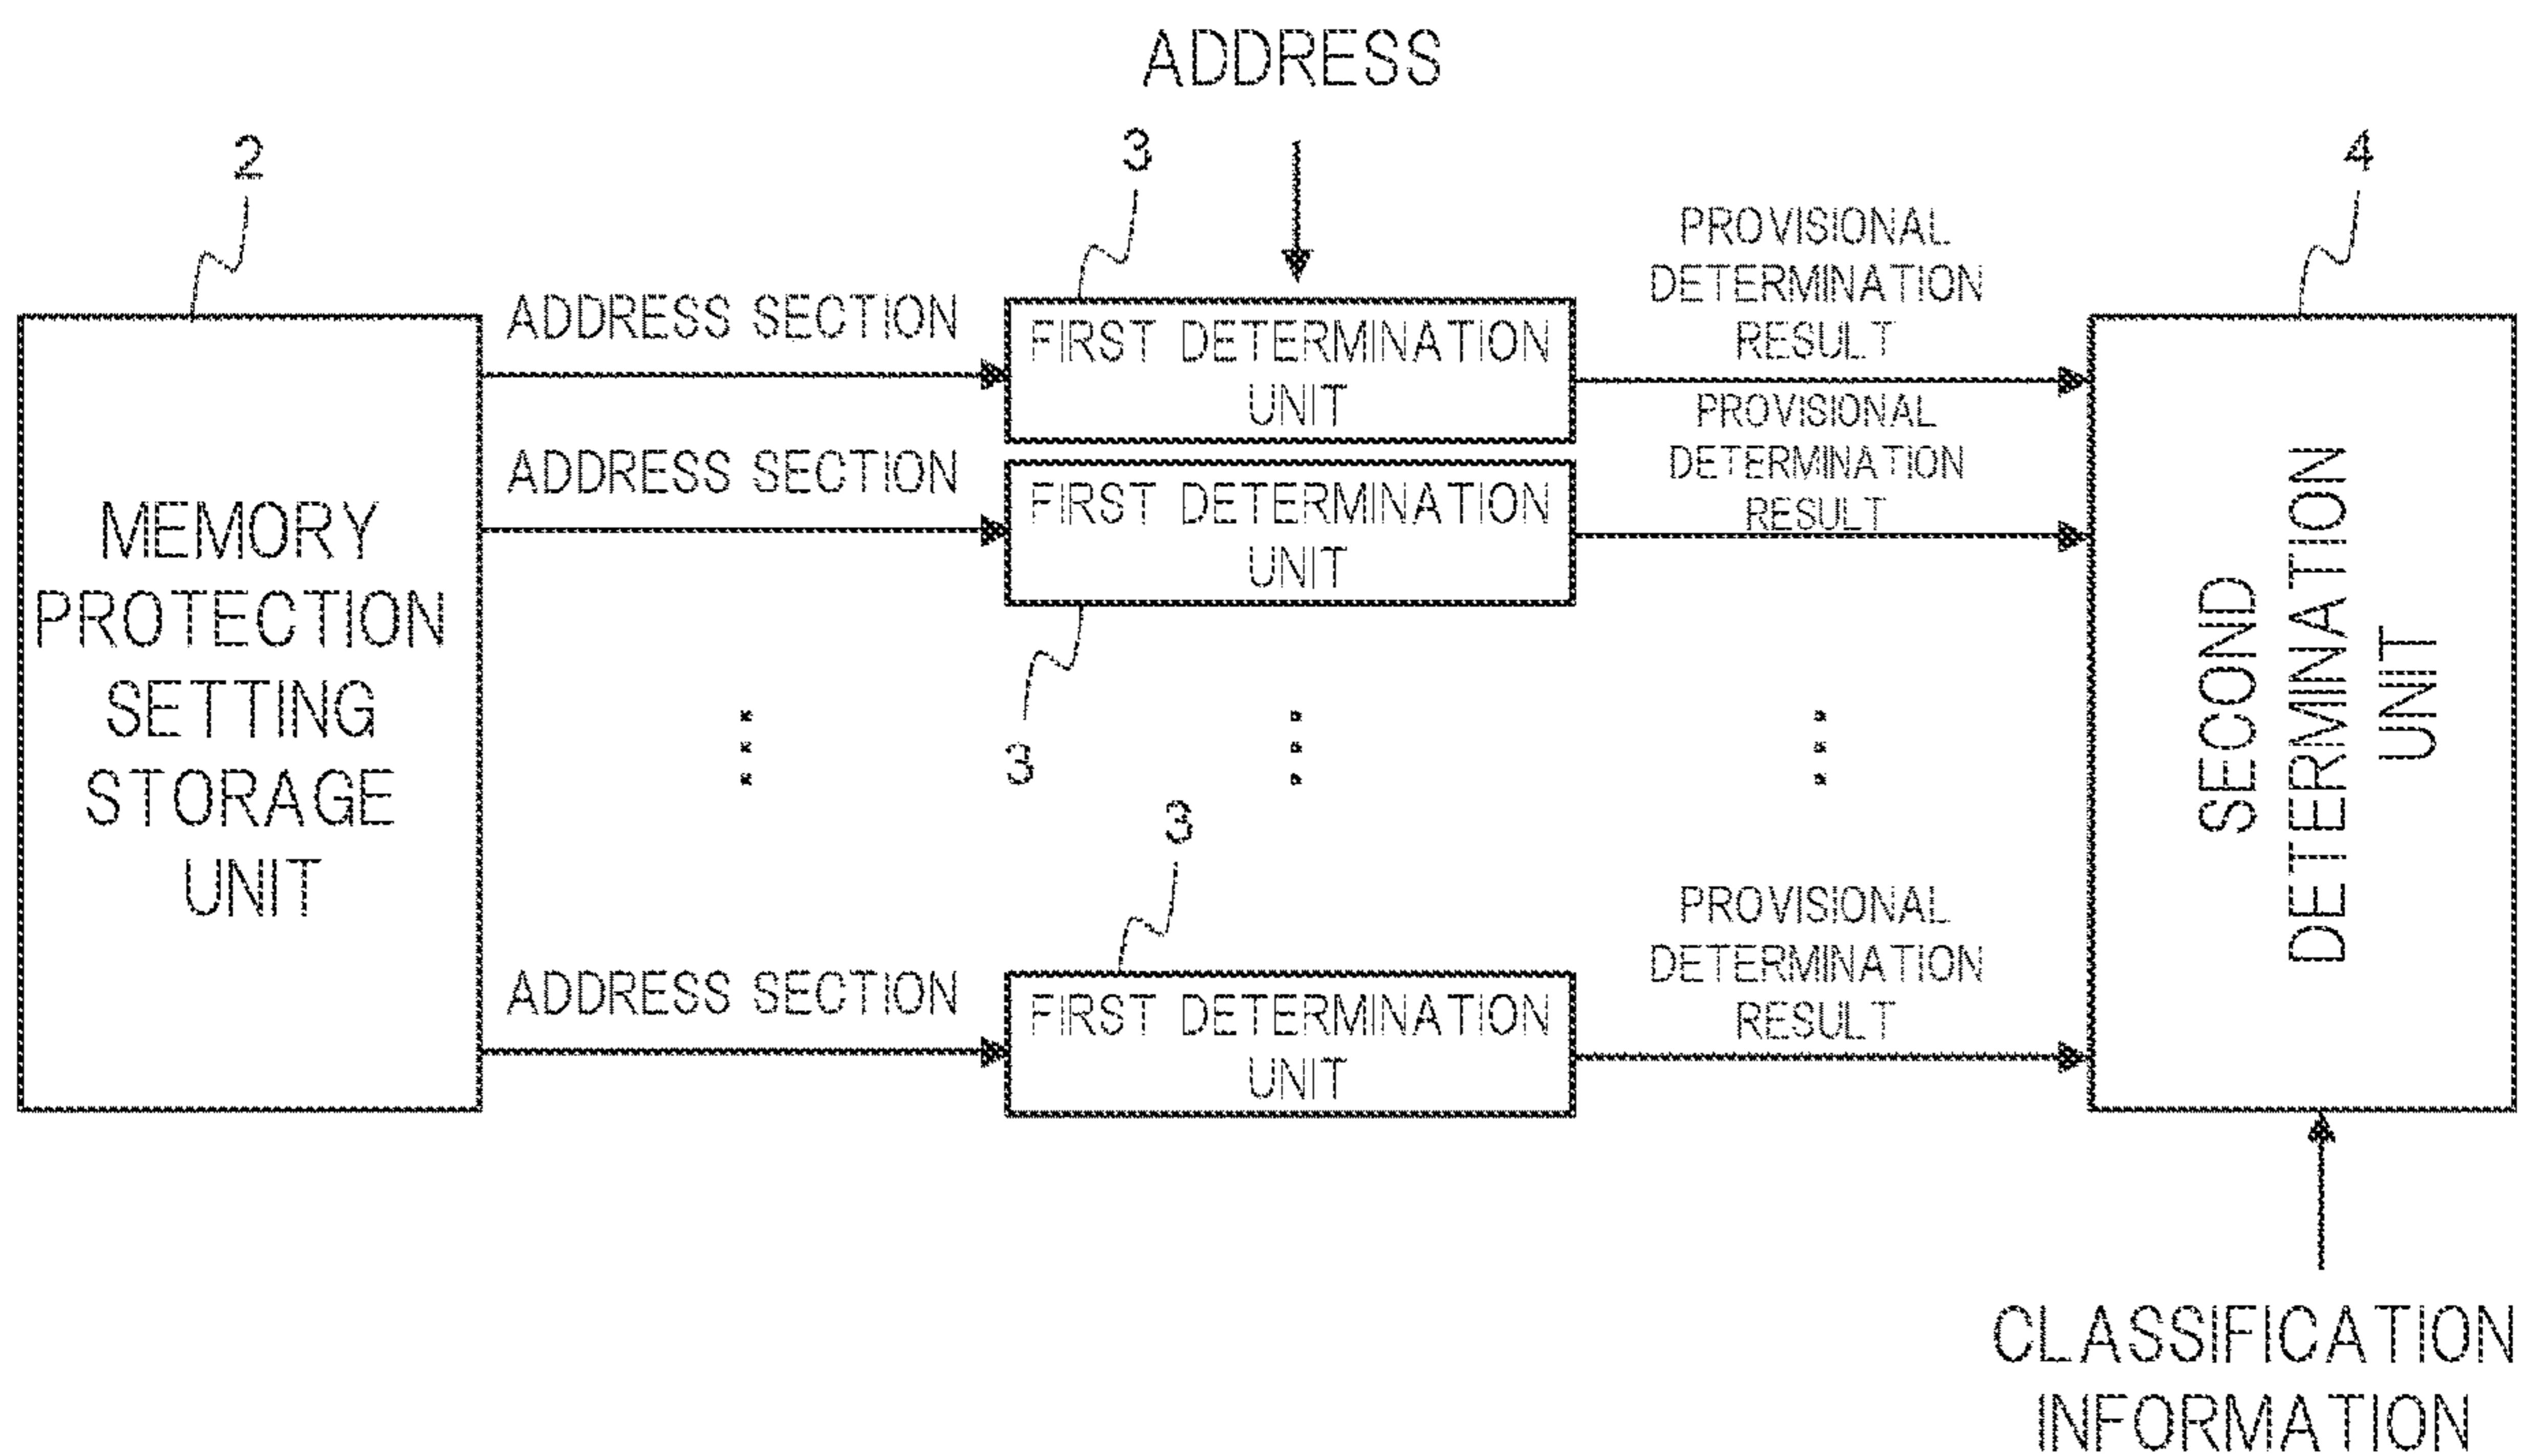 ADDRESS
2
3
4
MEMORY
PROTECTION
SETTING
STORAGE
UNIT
ADDRESS SECTION
FIRST DETERMINATION
UNIT
PROVISIONAL
DETERMINATION
RESULT
ADDRESS SECTION
FIRST DETERMINATION
UNIT
3
PROVISIONAL
DETERMINATION
RESULT
3
ADDRESS SECTION
FIRST DETERMINATION
UNIT
PROVISIONAL
DETERMINATION
RESULT
SECOND
DETERMINATION
UNIT
CLASSIFICATION
INFORMATION